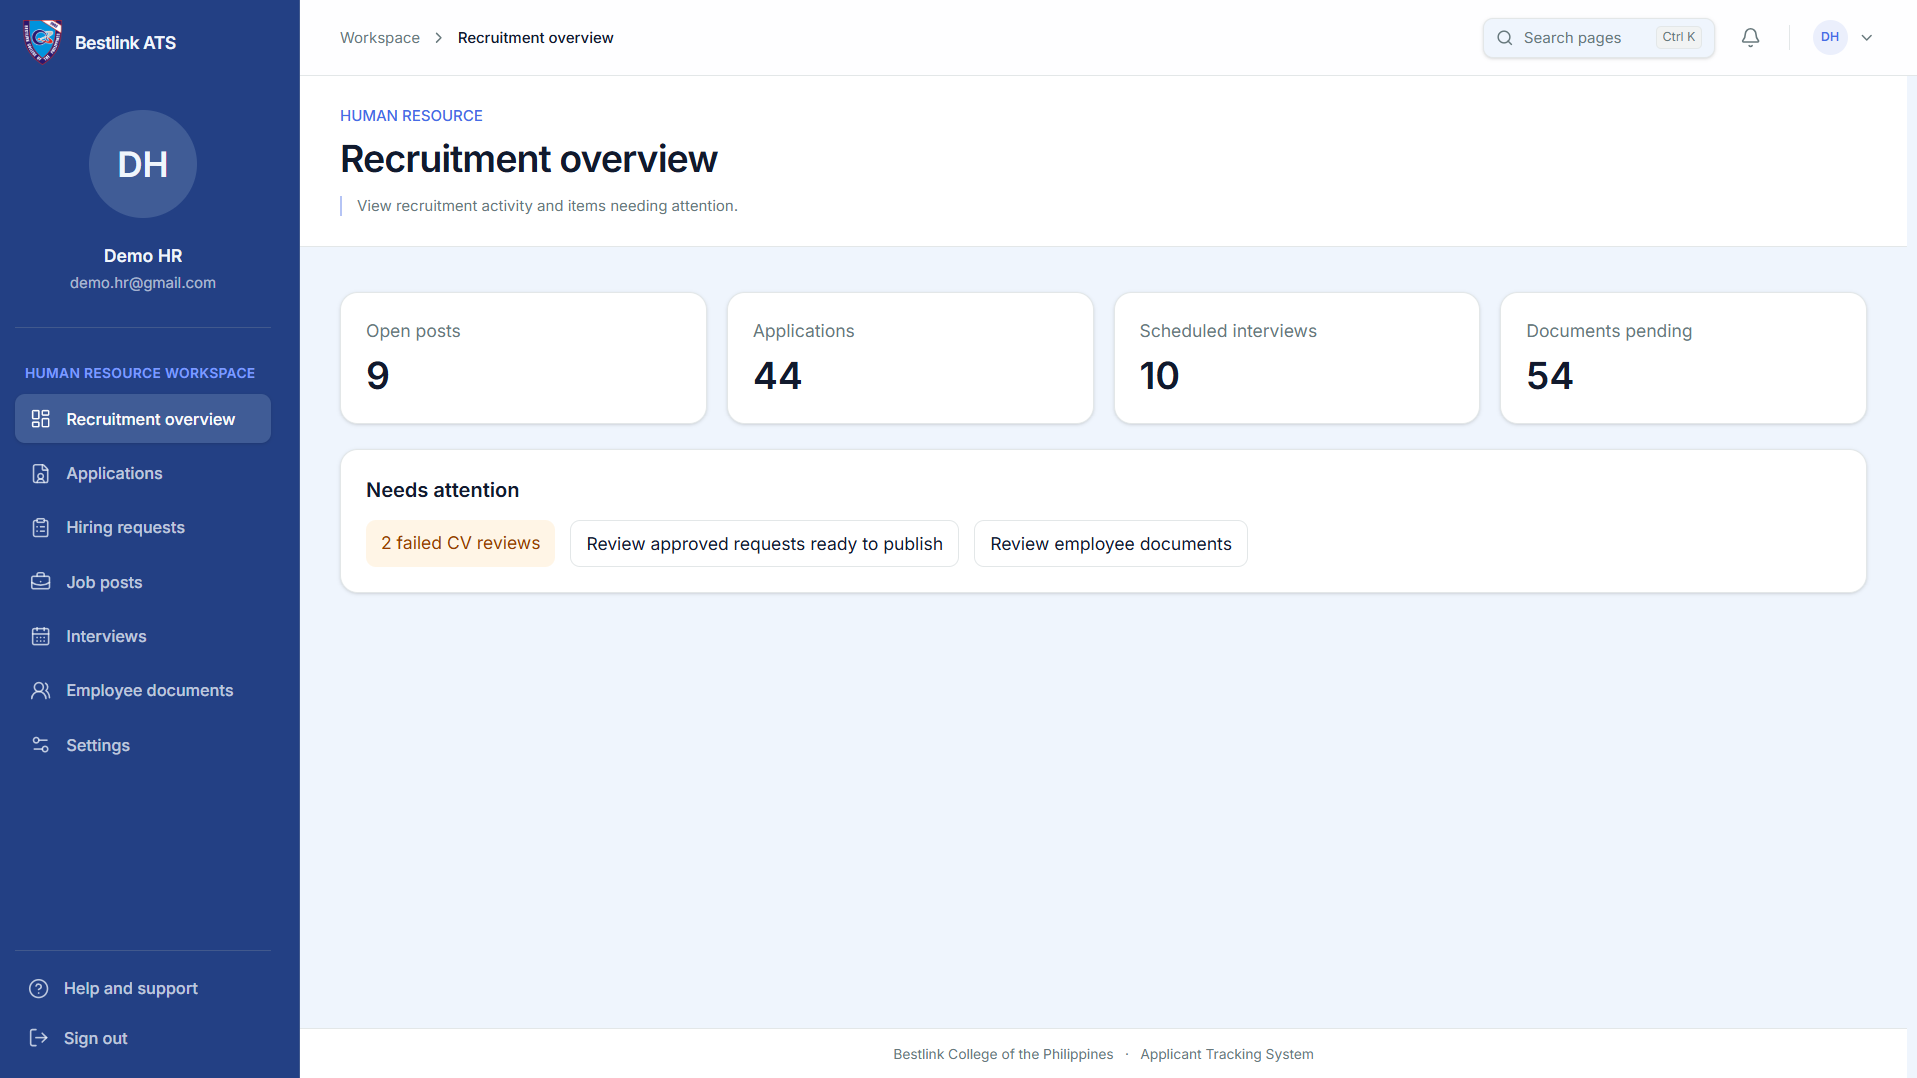 Bestlink ATS
DH
Demo HR
demo.hr@gmail.com
HUMAN RESOURCE WORKSPACE
Recruitment overview
Applications
Hiring requests
Job posts
Interviews
Employee documents
Settings
Help and support
Sign out
Workspace > Recruitment overview
Search pages Ctrl K
DH
HUMAN RESOURCE
Recruitment overview
View recruitment activity and items needing attention.
Open posts
9
Applications
44
Scheduled interviews
10
Documents pending
54
Needs attention
2 failed CV reviews
Review approved requests ready to publish
Review employee documents
Bestlink College of the Philippines · Applicant Tracking System